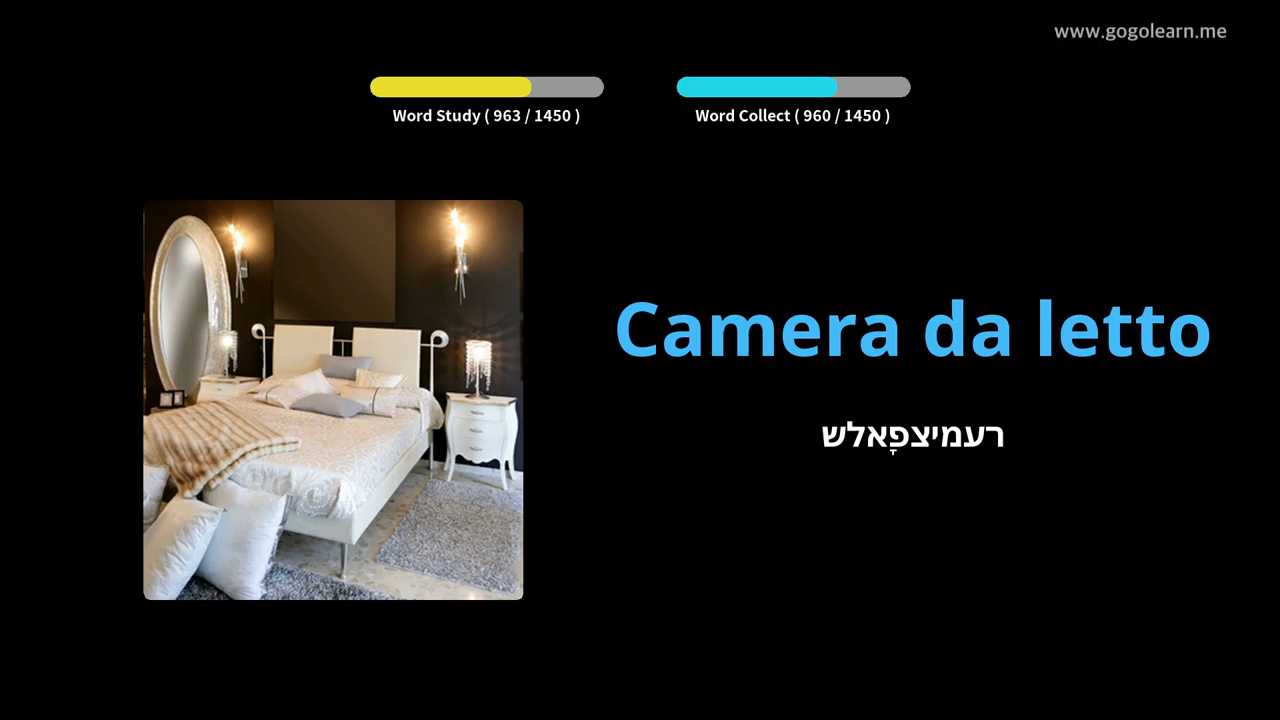 www.gogolearn.me
Word Study ( 963 / 1450 )
Word Collect ( 960 / 1450 )
Camera da letto
רעמיצפָאלש